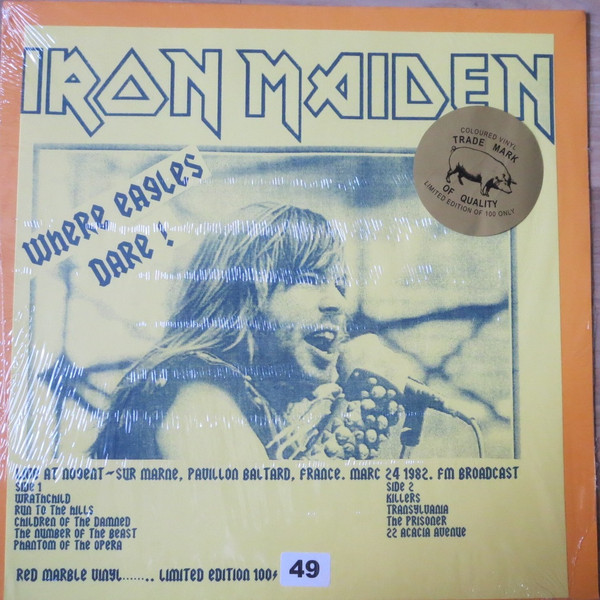 IRON MAIDEN
COLOURED VINYL
TRADE MARK
OF QUALITY
LIMITED EDITION OF 100 ONLY
Where Eagles
Dare!
LIVE AT NOGENT-SUR MARNE, PAVILLON BALTARD, FRANCE. MARC 24 1982. FM BROADCAST
SIDE 1
WRATHCHILD
RUN TO THE HILLS
CHILDREN OF THE DAMNED
THE NUMBER OF THE BEAST
PHANTOM OF THE OPERA
SIDE 2
KILLERS
TRANSYLVANIA
THE PRISONER
22 ACACIA AVENUE
RED MARBLE VINYL....... LIMITED EDITION 100
49